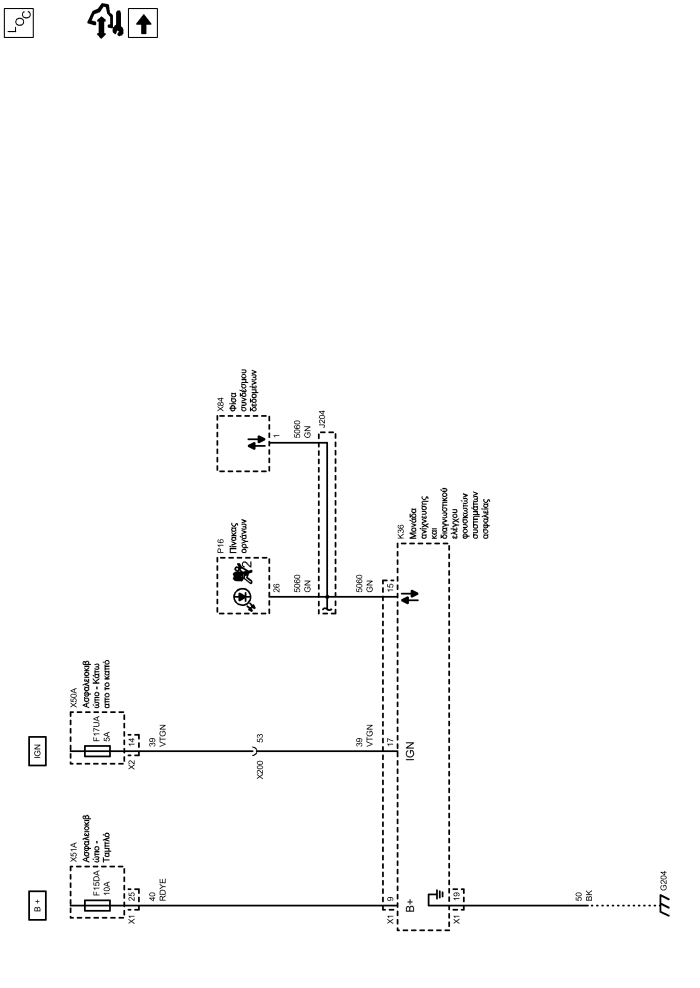 LOC
B +
IGN
X51A
Ασφαλειοκιβ
ώτιο -
Ταμπλό
F15DA
10A
X1
25
40
RDYE
X50A
Ασφαλειοκιβ
ώτιο - Κάτω
από το καπό
F17UA
5A
X2
14
39
VTGN
X200
53
39
VTGN
P16
Πίνακας
οργάνων
2
26
5060
GN
X84
Φίσα
συνδέσμου
δεδομένων
1
5060
GN
J204
5060
GN
X1
9
17
15
B+
IGN
K36
Μονάδα
ανίχνευσης
και
διαγνωστικού
ελέγχου
φουσκωτών
συστημάτων
ασφαλείας
X1
19
50
BK
G204